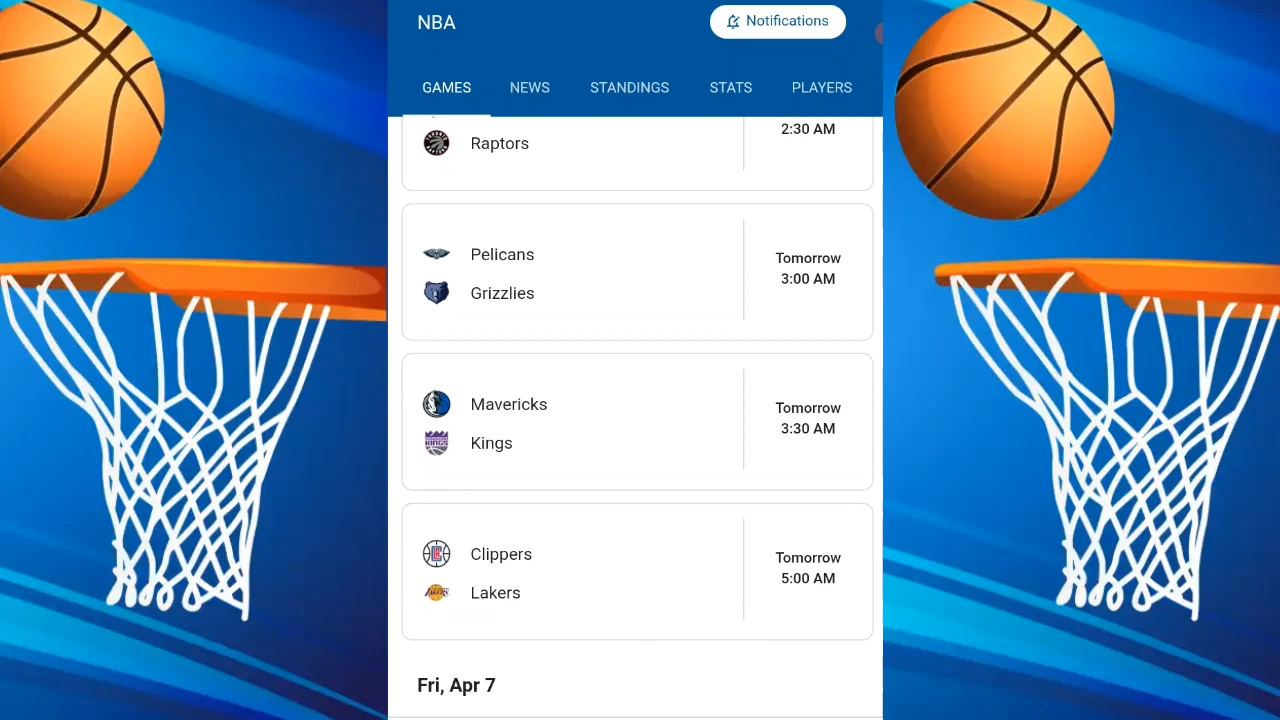 NBA
Notifications
GAMES NEWS STANDINGS STATS PLAYERS
2:30 AM
Raptors
Pelicans
Tomorrow
3:00 AM
Grizzlies
Mavericks
Tomorrow
3:30 AM
Kings
KINGS
Clippers
Tomorrow
5:00 AM
Lakers
Fri, Apr 7